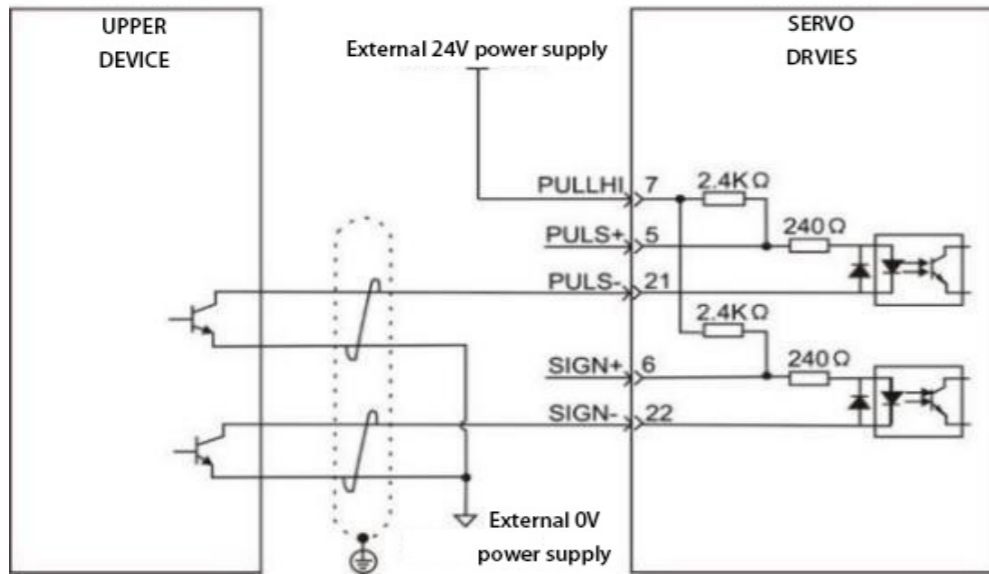 UPPER
DEVICE
SERVO
DRVIES
External 24V power supply
PULLHI 7 2.4KΩ
PULS+ 5 240Ω
PULS- 21
2.4KΩ
SIGN+ 6 240Ω
SIGN- 22
External 0V
power supply